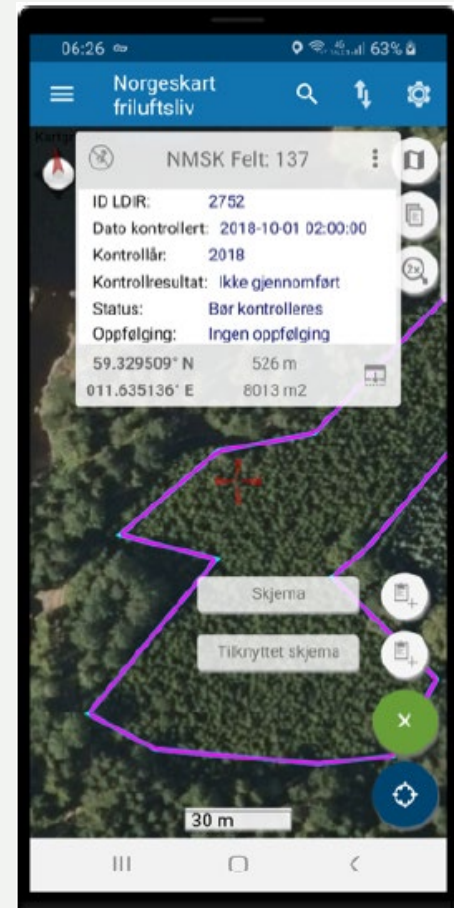 06:26
63%
Norgeskart
friluftsliv
NMSK Felt: 137
ID LDIR: 2752
Dato kontrollert: 2018-10-01 02:00:00
Kontrollår: 2018
Kontrollresultat: Ikke gjennomført
Status: Bør kontrolleres
Oppfølging: Ingen oppfølging
59.329509° N 526 m
011.635136° E 8013 m2
2x
Skjema
Tilknyttet skjema
30 m